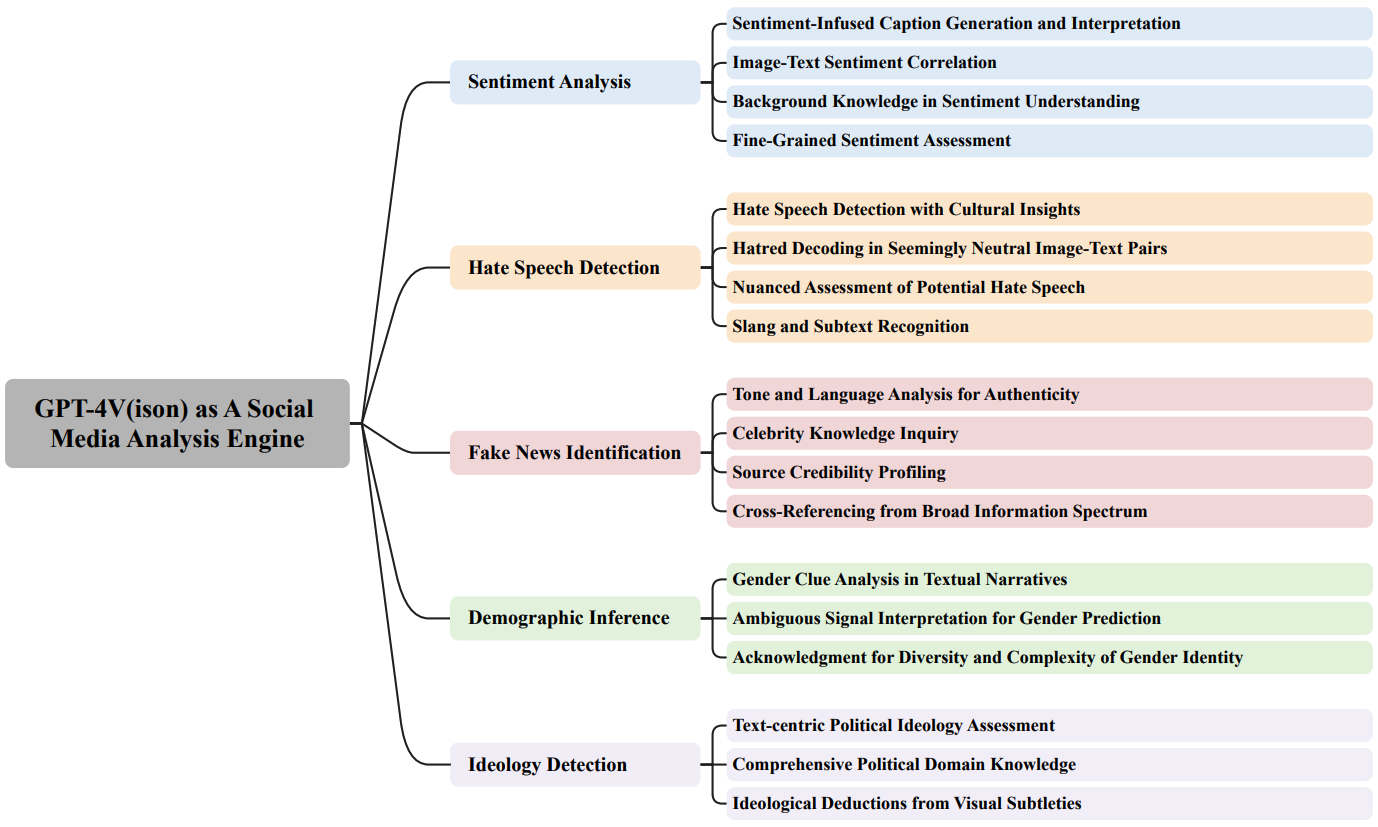 Sentiment-Infused Caption Generation and Interpretation
Image-Text Sentiment Correlation
Sentiment Analysis
Background Knowledge in Sentiment Understanding
Fine-Grained Sentiment Assessment
Hate Speech Detection with Cultural Insights
Hatred Decoding in Seemingly Neutral Image-Text Pairs
Hate Speech Detection
Nuanced Assessment of Potential Hate Speech
Slang and Subtext Recognition
GPT-4V(ison) as A Social
Media Analysis Engine
Tone and Language Analysis for Authenticity
Celebrity Knowledge Inquiry
Fake News Identification
Source Credibility Profiling
Cross-Referencing from Broad Information Spectrum
Gender Clue Analysis in Textual Narratives
Demographic Inference
Ambiguous Signal Interpretation for Gender Prediction
Acknowledgment for Diversity and Complexity of Gender Identity
Text-centric Political Ideology Assessment
Ideology Detection
Comprehensive Political Domain Knowledge
Ideological Deductions from Visual Subtleties